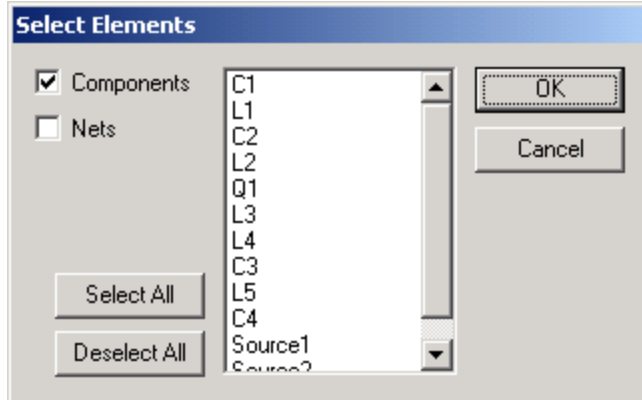 Select Elements
Components
Nets
C1
L1
C2
L2
Q1
L3
L4
C3
L5
C4
Source1
Source2
OK
Cancel
Select All
Deselect All